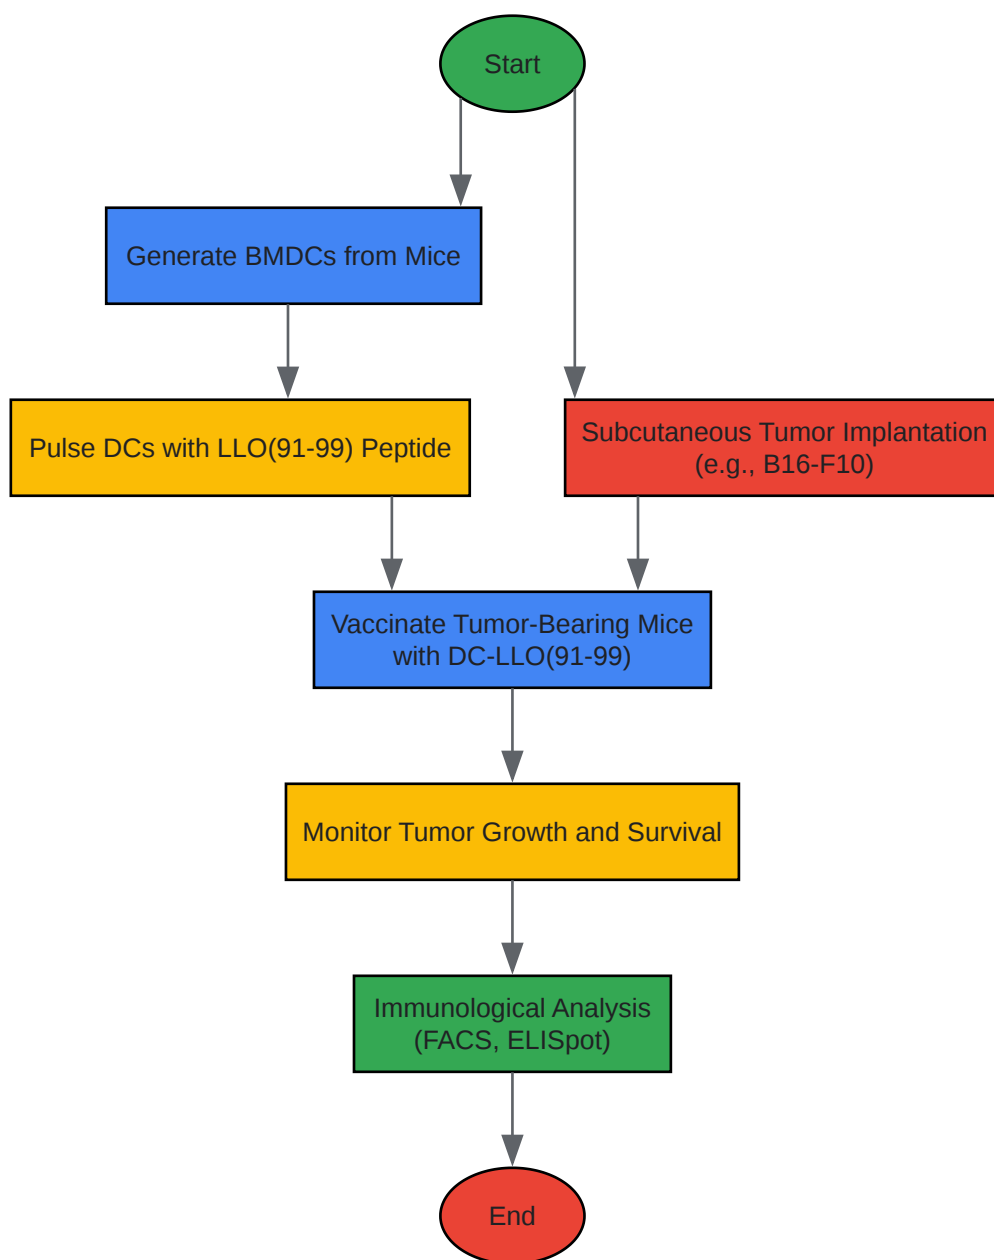 Start
Generate BMDCs from Mice
Pulse DCs with LLO(91-99) Peptide
Subcutaneous Tumor Implantation
(e.g., B16-F10)
Vaccinate Tumor-Bearing Mice
with DC-LLO(91-99)
Monitor Tumor Growth and Survival
Immunological Analysis
(FACS, ELISpot)
End